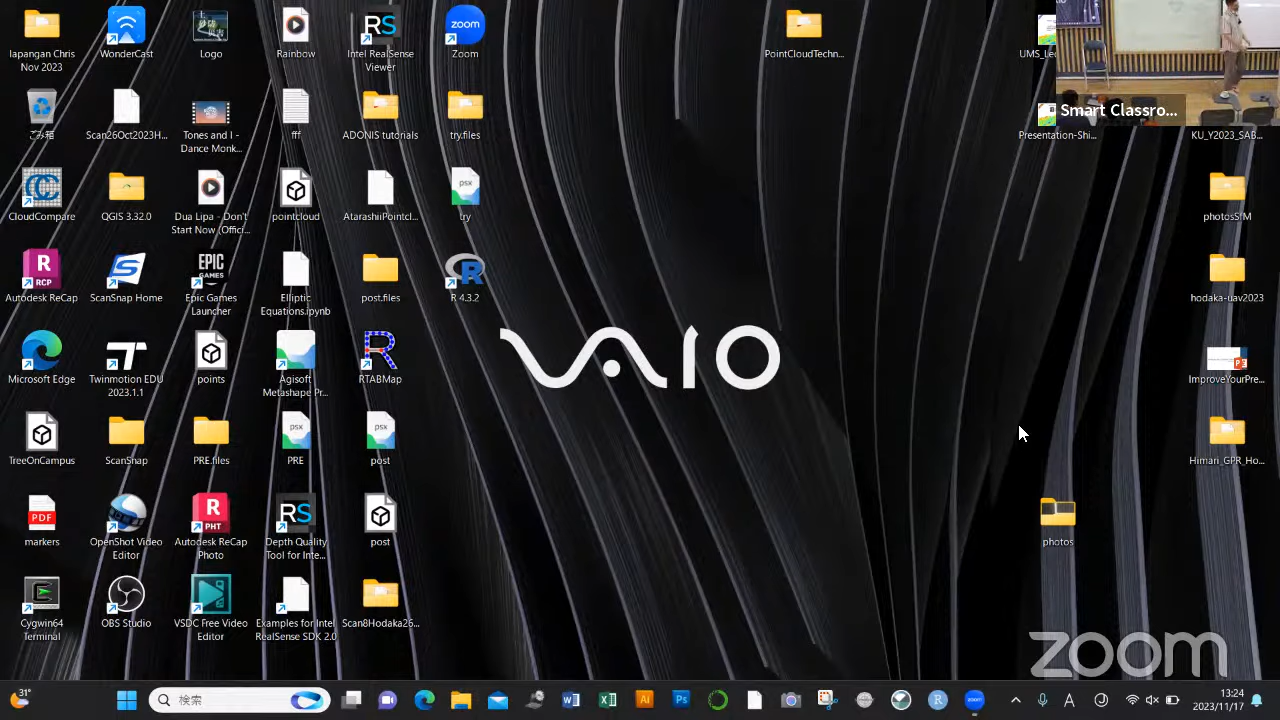 lapangan Chris
Nov 2023
WonderCast
Logo
Rainbow
Intel RealSense
Viewer
Zoom
PointCloudTechn...
UMS_Lec
Smart Classro...
ごみ箱
Scan26Oct2023H...
Tones and I -
Dance Monk...
fff
ADONIS tutorials
try.files
Presentation-Shi...
KU_Y2023_SAB...
CloudCompare
QGIS 3.32.0
Dua Lipa - Don't
Start Now (Offici...
pointcloud
AtarashiPointcl...
try
photosSfM
Autodesk ReCap
ScanSnap Home
Epic Games
Launcher
Elliptic
Equations.ipynb
post.files
R 4.3.2
hodaka-uav2023
VAIO
Microsoft Edge
Twinmotion EDU
2023.1.1
points
Agisoft
Metashape Pr...
RTABMap
ImproveYourPre...
TreeOnCampus
ScanSnap
PRE.files
PRE
post
Himari_GPR_Ho...
markers
OpenShot Video
Editor
Autodesk ReCap
Photo
Depth Quality
Tool for Inte...
post
photos
Cygwin64
Terminal
OBS Studio
VSDC Free Video
Editor
Examples for Intel
RealSense SDK 2.0
Scan8Hodaka26...
zoom
31°
検索
A
13:24
2023/11/17